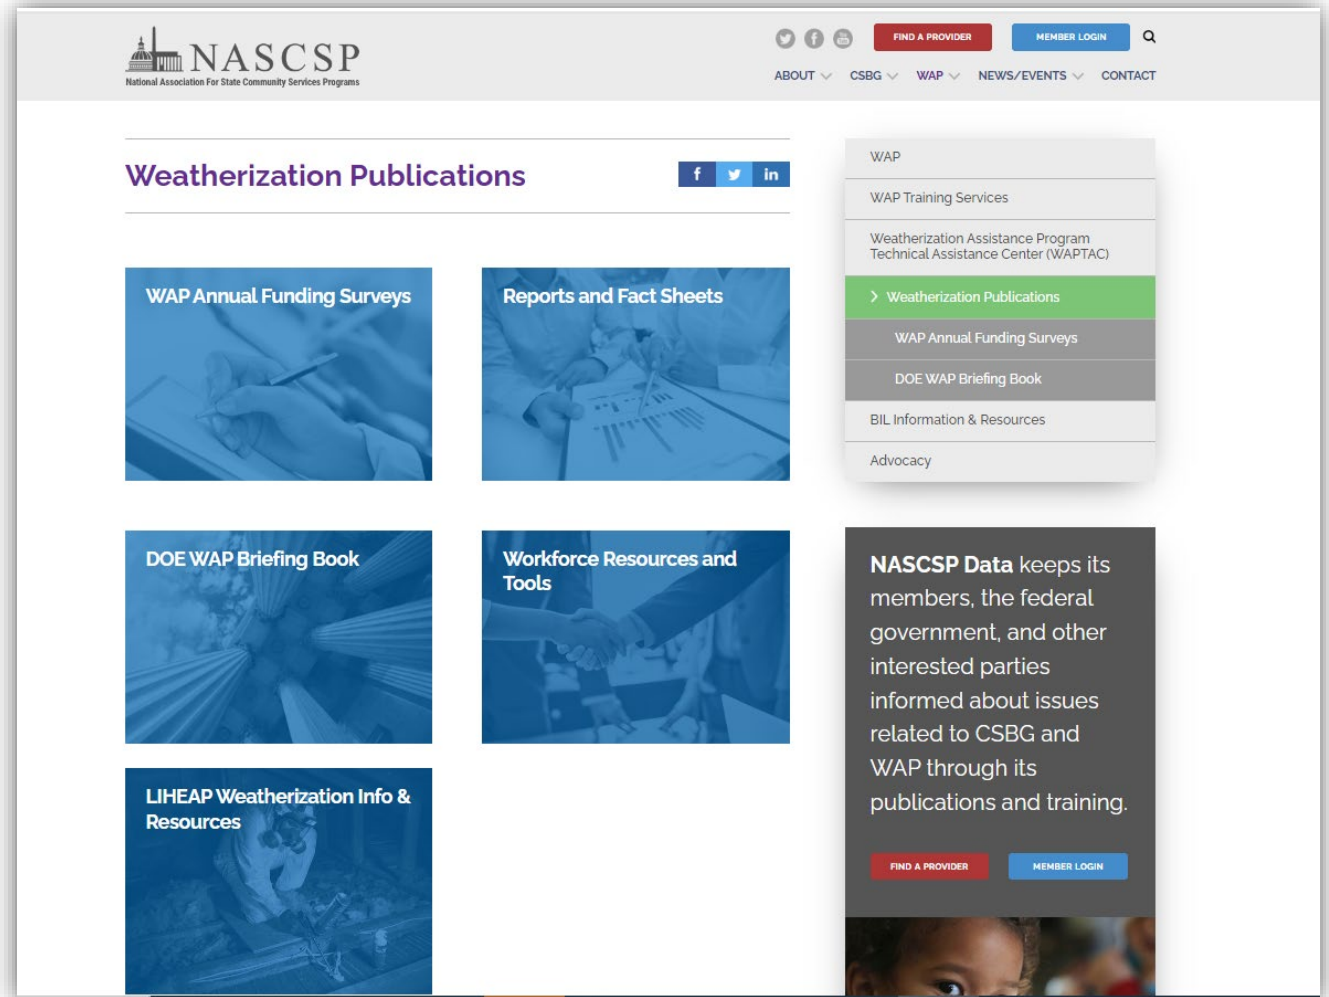 NASCSP
National Association For State Community Services Programs
FIND A PROVIDER
MEMBER LOGIN
ABOUT
CSBG
WAP
NEWS/EVENTS
CONTACT
Weatherization Publications
WAP Annual Funding Surveys
Reports and Fact Sheets
DOE WAP Briefing Book
Workforce Resources and
Tools
LIHEAP Weatherization Info &
Resources
WAP
WAP Training Services
Weatherization Assistance Program
Technical Assistance Center (WAPTAC)
Weatherization Publications
WAP Annual Funding Surveys
DOE WAP Briefing Book
BIL Information & Resources
Advocacy
NASCSP Data keeps its
members, the federal
government, and other
interested parties
informed about issues
related to CSBG and
WAP through its
publications and training.
FIND A PROVIDER
MEMBER LOGIN